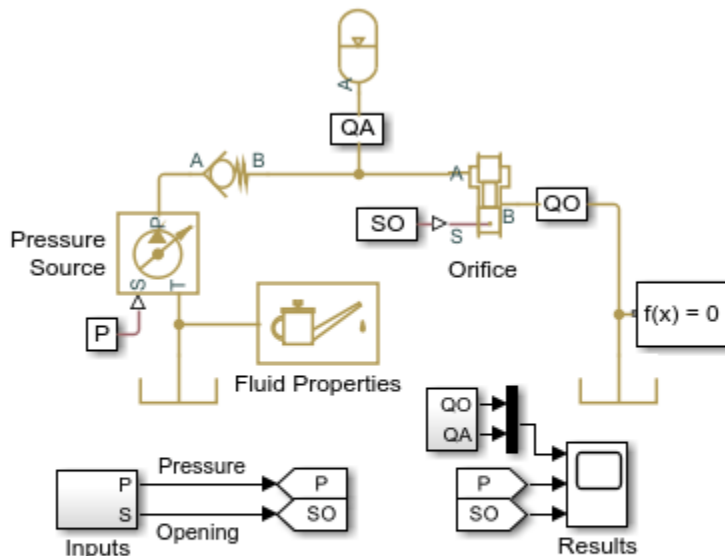 A
QA
A
B
A
SO
S
B
QO
Orifice
Pressure
Source
P
S
T
P
Fluid Properties
f(x) = 0
Pressure
P
P
S
SO
Opening
Inputs
QO
QA
P
SO
Results